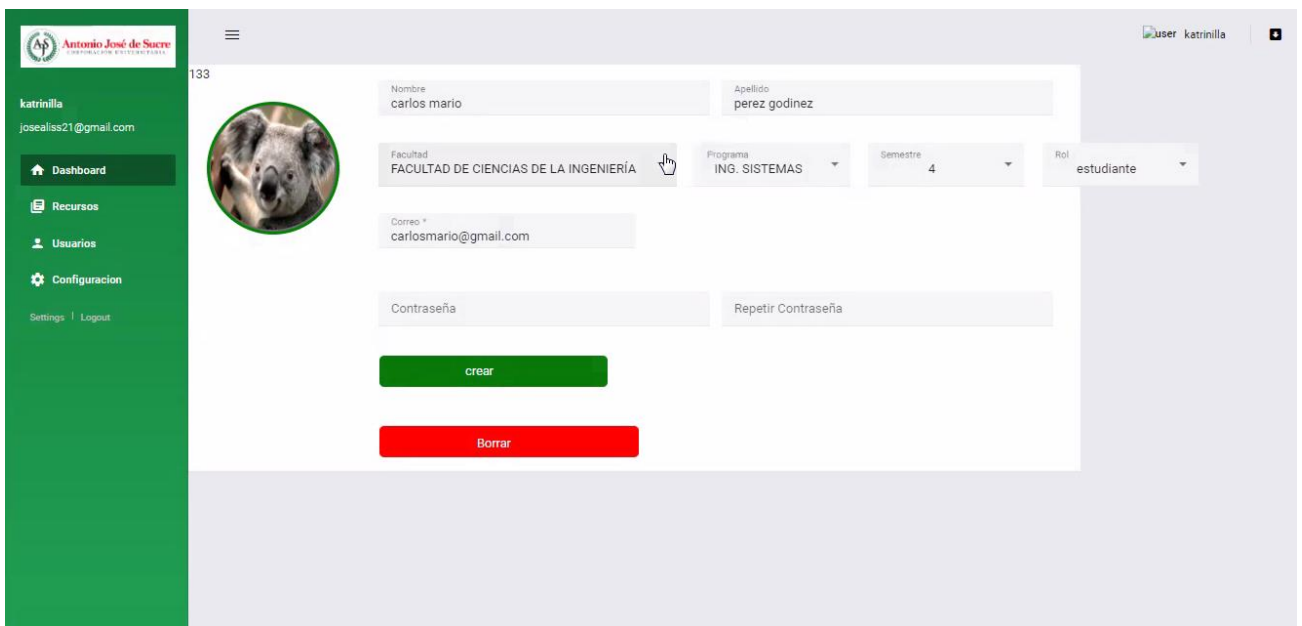 Antonio José de Sucre
CORPORACIÓN UNIVERSITARIA
user katrinilla
katrinilla
josealiss21@gmail.com
Dashboard
Recursos
Usuarios
Configuracion
Settings | Logout
133
Nombre
carlos mario
Apellido
perez godinez
Facultad
FACULTAD DE CIENCIAS DE LA INGENIERÍA
Programa
ING. SISTEMAS
Semestre
4
Rol
estudiante
Correo *
carlosmario@gmail.com
Contraseña
Repetir Contraseña
crear
Borrar